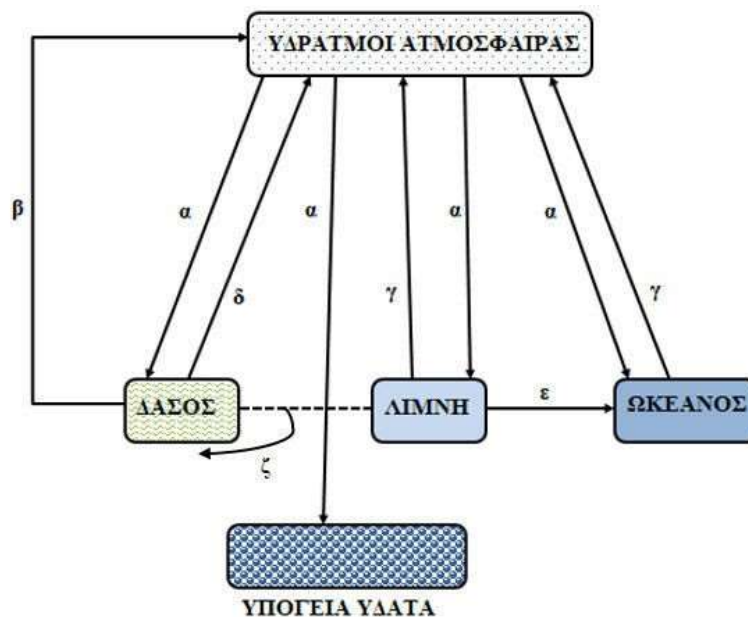 ΥΔΡΑΤΜΟΙ ΑΤΜΟΣΦΑΙΡΑΣ
β
α
δ
α
γ
α
α
γ
ΔΑΣΟΣ
ΛΙΜΝΗ
ε
ΩΚΕΑΝΟΣ
ζ
ΥΠΟΓΕΙΑ ΥΔΑΤΑ